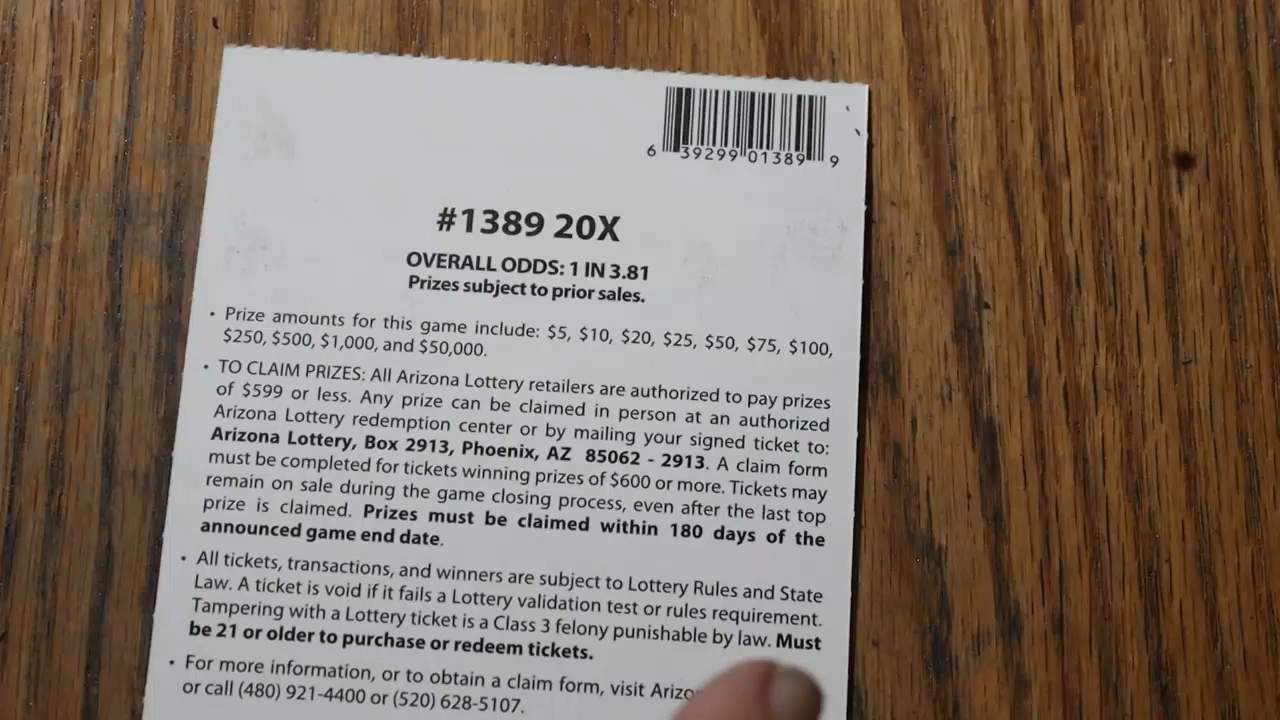 6 39299 01389 9
#1389 20X
OVERALL ODDS: 1 IN 3.81
Prizes subject to prior sales.
• Prize amounts for this game include: $5, $10, $20, $25, $50, $75, $100,
$250, $500, $1,000, and $50,000.
• TO CLAIM PRIZES: All Arizona Lottery retailers are authorized to pay prizes
of $599 or less. Any prize can be claimed in person at an authorized
Arizona Lottery redemption center or by mailing your signed ticket to:
Arizona Lottery, Box 2913, Phoenix, AZ 85062 - 2913. A claim form
must be completed for tickets winning prizes of $600 or more. Tickets may
remain on sale during the game closing process, even after the last top
prize is claimed. Prizes must be claimed within 180 days of the
announced game end date.
• All tickets, transactions, and winners are subject to Lottery Rules and State
Law. A ticket is void if it fails a Lottery validation test or rules requirement.
Tampering with a Lottery ticket is a Class 3 felony punishable by law. Must
be 21 or older to purchase or redeem tickets.
• For more information, or to obtain a claim form, visit
or call (480) 921-4400 or (520) 628-5107.